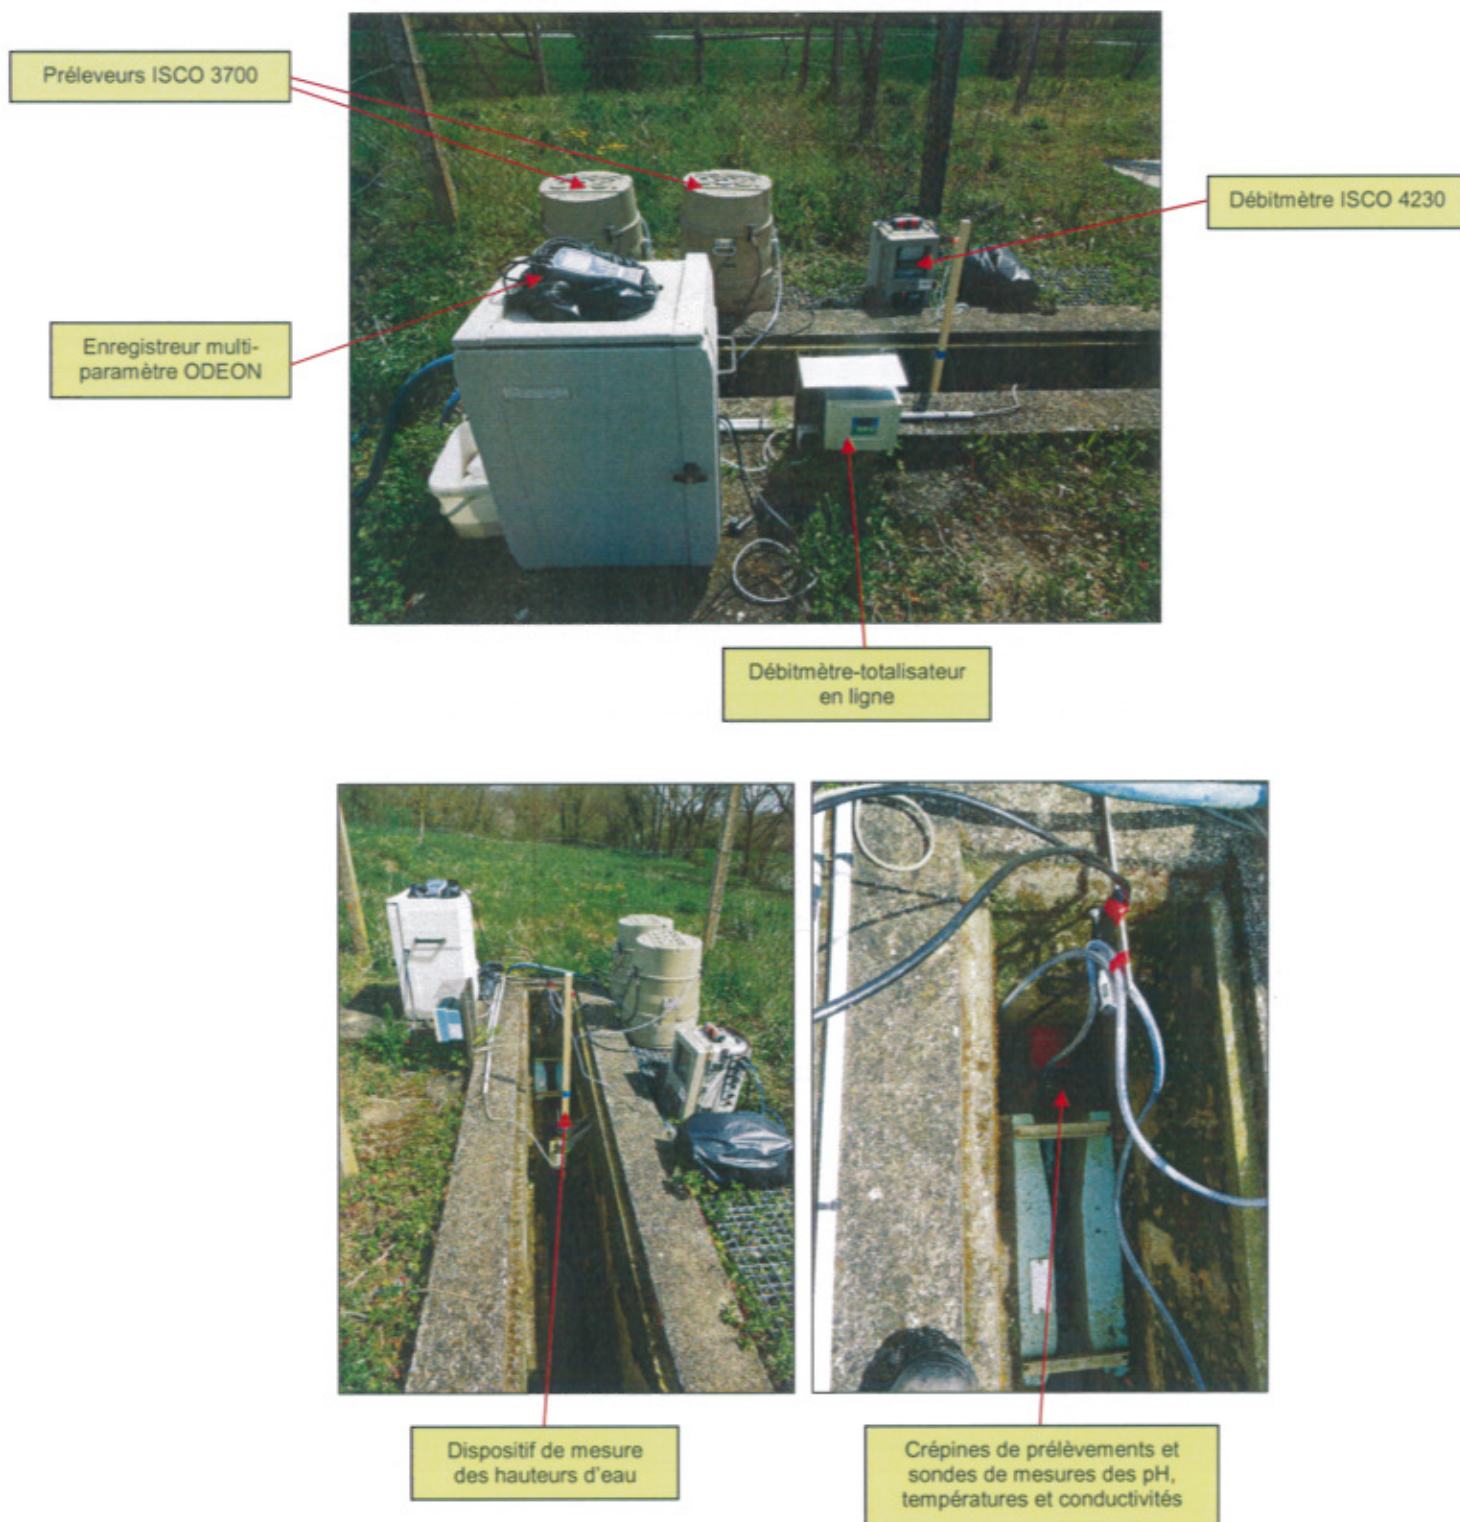 Préleveurs ISCO 3700
Débitmètre ISCO 4230
Enregistreur multi-
paramètre ODEON
Débitmètre-totalisateur
en ligne
Dispositif de mesure
des hauteurs d'eau
Crépines de prélèvements et
sondes de mesures des pH,
températures et conductivités